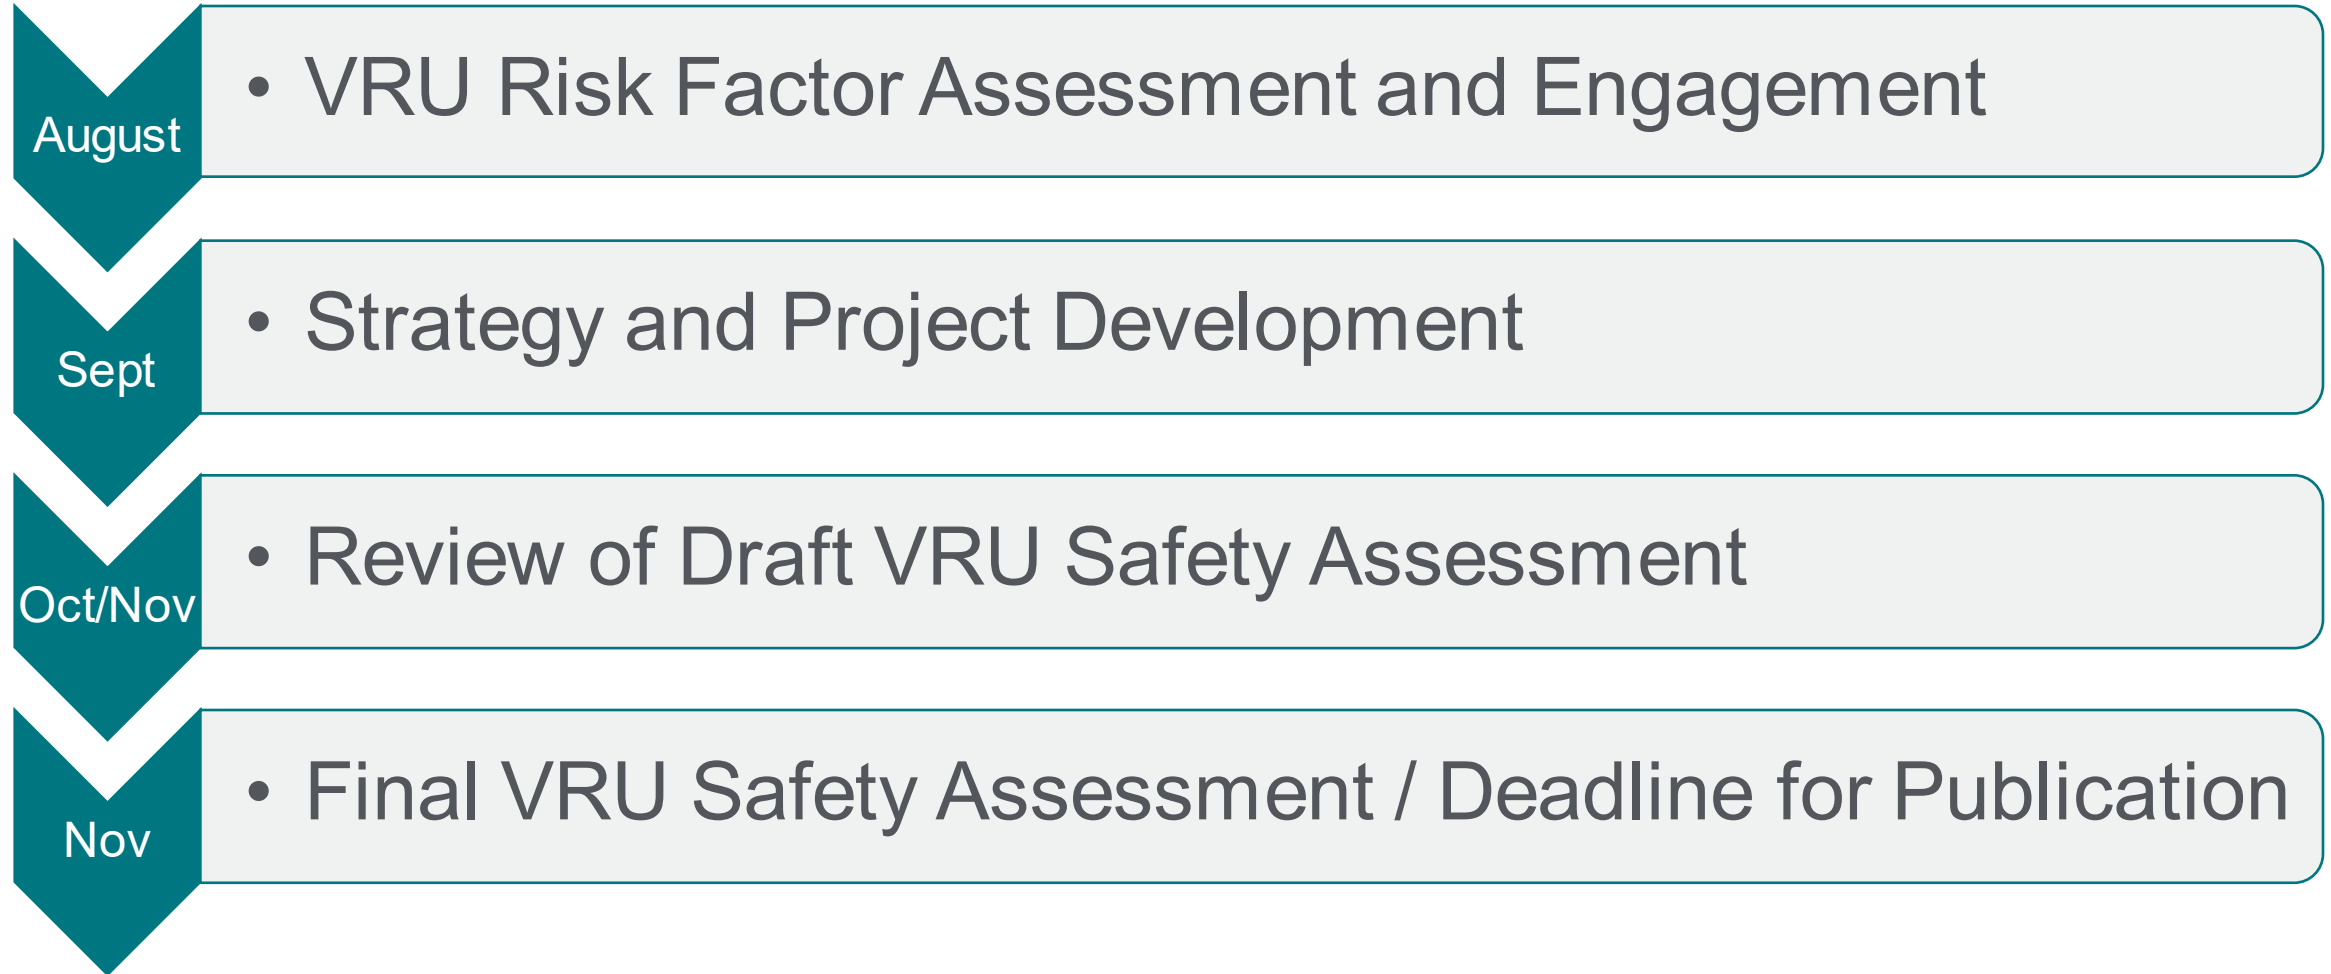 August
• VRU Risk Factor Assessment and Engagement
Sept
• Strategy and Project Development
Oct/Nov
• Review of Draft VRU Safety Assessment
Nov
• Final VRU Safety Assessment / Deadline for Publication